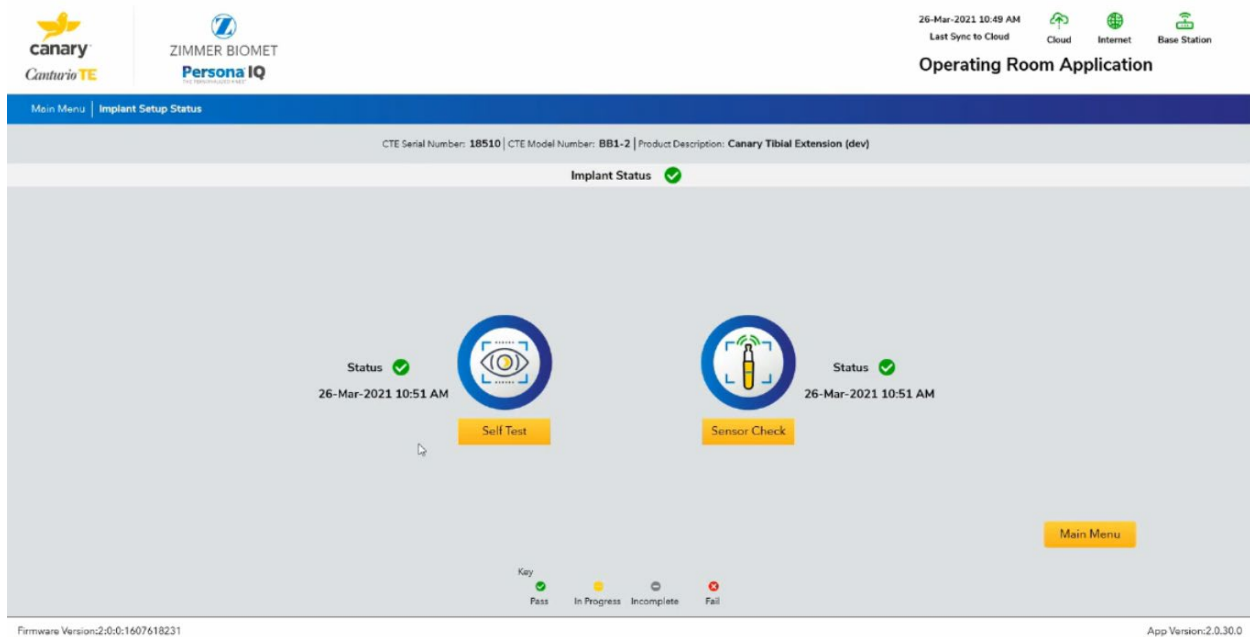 canary
Canturio TE
ZIMMER BIOMET
Persona IQ
26-Mar-2021 10:49 AM
Last Sync to Cloud
Cloud
Internet
Base Station
Operating Room Application
Main Menu | Implant Setup Status
CTE Serial Number: 18510 | CTE Model Number: BB1-2 | Product Description: Canary Tibial Extension (dev)
Implant Status
Status
26-Mar-2021 10:51 AM
Self Test
Sensor Check
Status
26-Mar-2021 10:51 AM
Main Menu
Key
Pass
In Progress
Incomplete
Fail
Firmware Version:2:0:0:1607618231
App Version:2.0.30.0